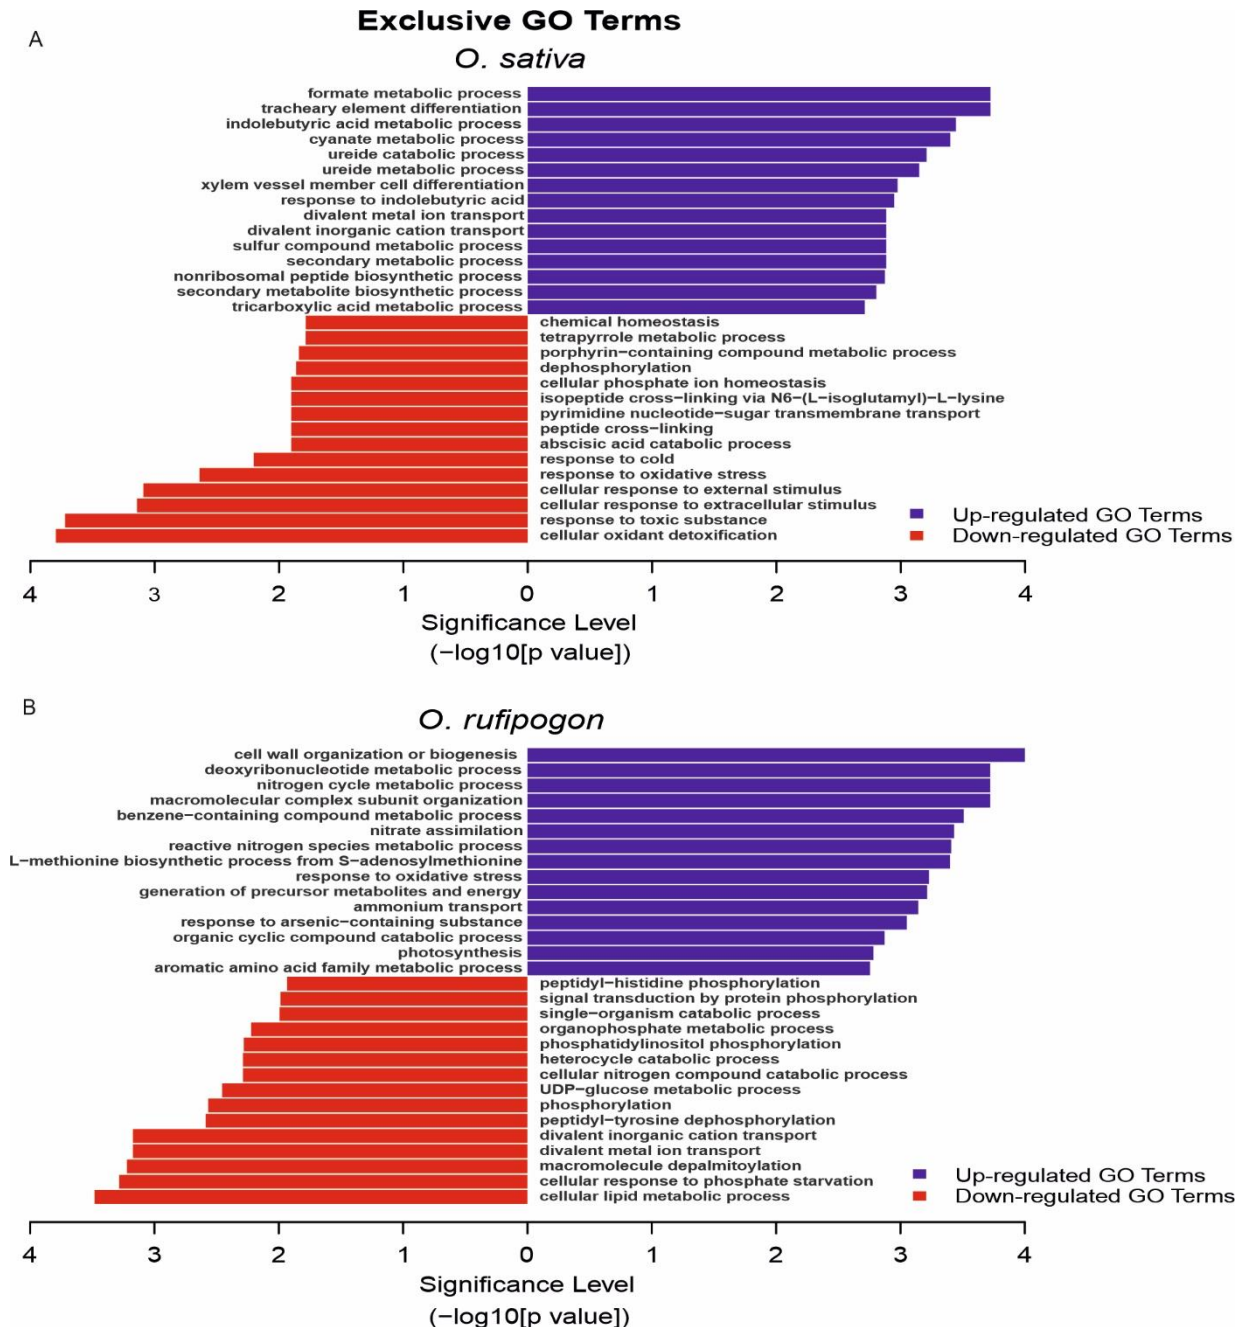 Exclusive GO Terms
A
O. sativa
formate metabolic process
tracheary element differentiation
indolebutyric acid metabolic process
cyanate metabolic process
ureide catabolic process
ureide metabolic process
xylem vessel member cell differentiation
response to indolebutyric acid
divalent metal ion transport
divalent inorganic cation transport
sulfur compound metabolic process
secondary metabolic process
nonribosomal peptide biosynthetic process
secondary metabolite biosynthetic process
tricarboxylic acid metabolic process
chemical homeostasis
tetrapyrrole metabolic process
porphyrin−containing compound metabolic process
dephosphorylation
cellular phosphate ion homeostasis
isopeptide cross−linking via N6−(L−isoglutamyl)−L−lysine
pyrimidine nucleotide−sugar transmembrane transport
peptide cross−linking
abscisic acid catabolic process
response to cold
response to oxidative stress
cellular response to external stimulus
cellular response to extracellular stimulus
response to toxic substance
cellular oxidant detoxification
Up-regulated GO Terms
Down-regulated GO Terms
4 3 2 1 0 1 2 3 4
Significance Level
(−log10[p value])
B
O. rufipogon
cell wall organization or biogenesis
deoxyribonucleotide metabolic process
nitrogen cycle metabolic process
macromolecular complex subunit organization
benzene−containing compound metabolic process
nitrate assimilation
reactive nitrogen species metabolic process
L−methionine biosynthetic process from S−adenosylmethionine
response to oxidative stress
generation of precursor metabolites and energy
ammonium transport
response to arsenic−containing substance
organic cyclic compound catabolic process
photosynthesis
aromatic amino acid family metabolic process
peptidyl−histidine phosphorylation
signal transduction by protein phosphorylation
single−organism catabolic process
organophosphate metabolic process
phosphatidylinositol phosphorylation
heterocycle catabolic process
cellular nitrogen compound catabolic process
UDP−glucose metabolic process
phosphorylation
peptidyl−tyrosine dephosphorylation
divalent inorganic cation transport
divalent metal ion transport
macromolecule depalmitoylation
cellular response to phosphate starvation
cellular lipid metabolic process
Up-regulated GO Terms
Down-regulated GO Terms
4 3 2 1 0 1 2 3 4
Significance Level
(−log10[p value])